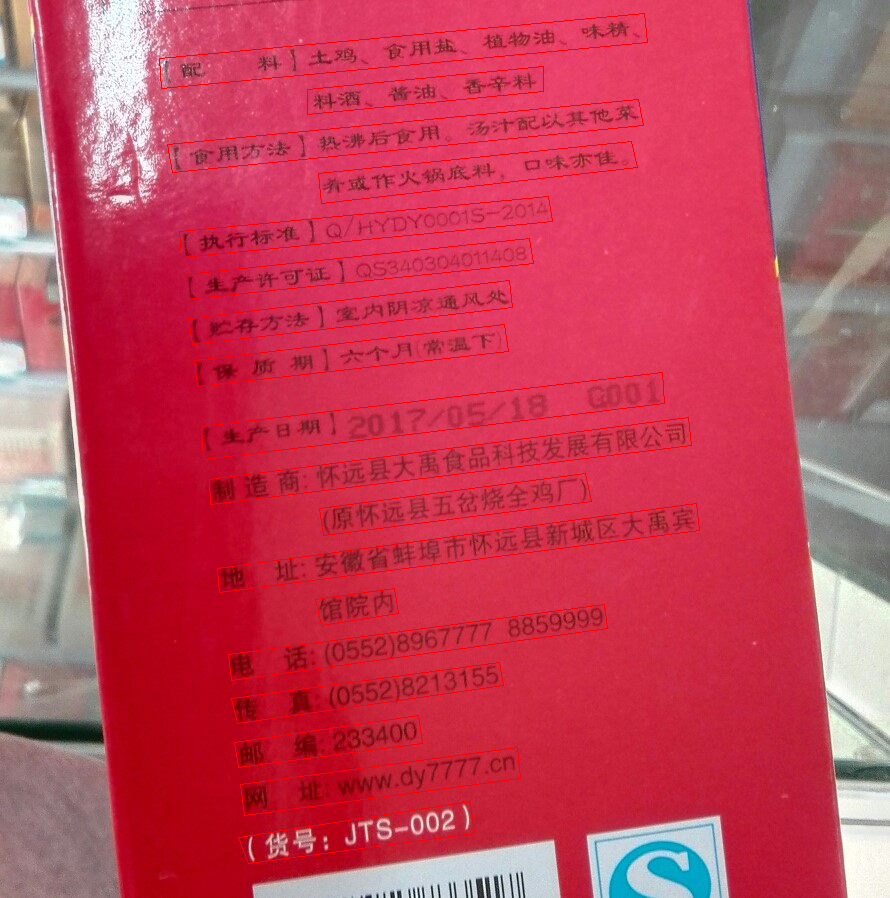 【配 料】土鸡、食用盐、植物油、味精、
料酒、酱油、香辛料
【食用方法】热沸后食用。汤汁配以其他菜
肴或作火锅底料，口味亦佳。
【执行标准】Q/HYDY0001S-2014
【生产许可证】QS340304011408
【贮存方法】室内阴凉通风处
【保 质 期】六个月(常温下)
【生产日期】2017/05/18 G001
制 造 商:怀远县大禹食品科技发展有限公司
(原怀远县五岔烧全鸡厂)
地 址:安徽省蚌埠市怀远县新城区大禹宾
馆院内
电 话:(0552)8967777 8859999
传 真:(0552)8213155
邮 编:233400
网 址:www.dy7777.cn
(货号: JTS-002)